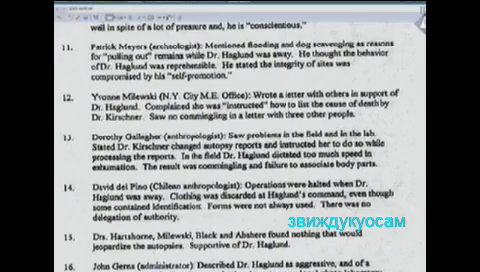 well in spite of a lot of pressure and, he is "conscientious."
11. Patrick Meyers (archeologist): Mentioned flooding and dog scavenging as reasons
for "pulling out" remains while Dr. Haglund was away. He thought the behavior
of Dr. Haglund was reprehensible. He stated the integrity of sites was
compromised by his "self-promotion."
12. Yvonne Milewski (N.Y. City M.E. Office): Wrote a letter with others in support of
Dr. Haglund. Complained she was "instructed" how to list the cause of death by
Dr. Kirschner. Saw no commingling in a letter with three other people.
13. Dorothy Gallagher (anthropologist): Saw problems in the field and in the lab.
Stated Dr. Kirschner changed autopsy reports and instructed her to do so while
processing the reports. In the field Dr. Haglund dictated too much speed in
exhumation. The result was commingling and failure to associate body parts.
14. David del Pino (Chilean anthropologist): Operations were halted when Dr.
Haglund was away. Clothing was discarded at Haglund's command, even though
some contained identification. Forms were not always used. There was no
delegation of authority.
звиждукуосам
15. Drs. Hartshorne, Milewski, Black and Abshere found nothing that would
jeopardize the autopsies. Supportive of Dr. Haglund.
16. John Gerns (administrator): Described Dr. Haglund as aggressive, and of a